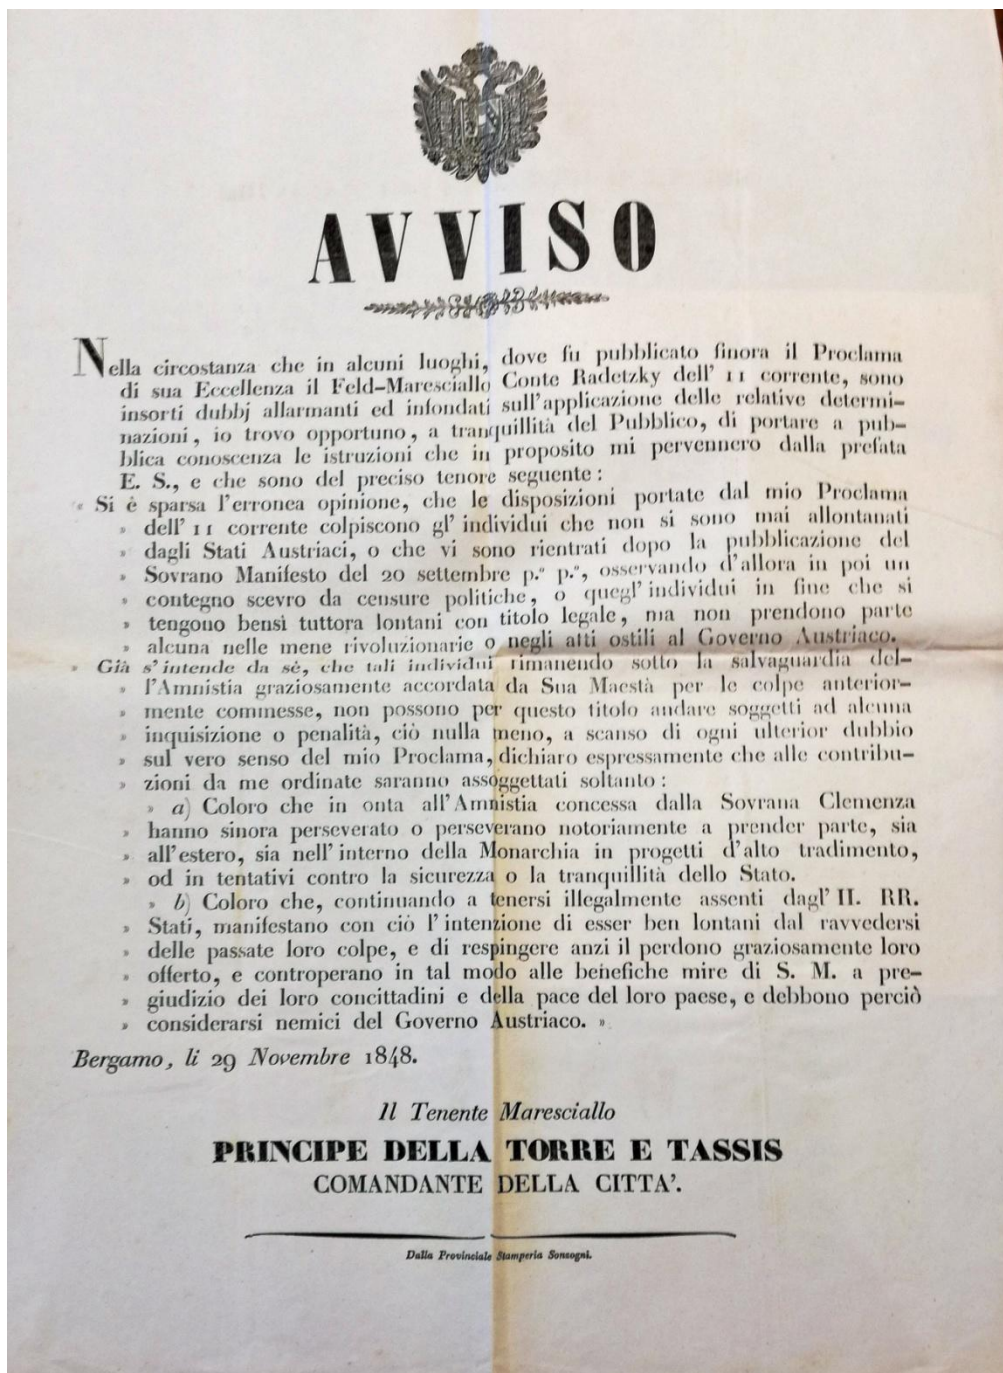 AVVISO
Nella circostanza che in alcuni luoghi, dove fu pubblicato finora il Proclama
di sua Eccellenza il Feld-Maresciallo Conte Radetzky dell' 11 corrente, sono
insorti dubbj allarmanti ed infondati sull'applicazione delle relative determi-
nazioni, io trovo opportuno, a tranquillità del Pubblico, di portare a pub-
blica conoscenza le istruzioni che in proposito mi pervennero dalla prefata
E. S., e che sono del preciso tenore seguente:
« Si è sparsa l'erronea opinione, che le disposizioni portate dal mio Proclama
» dell' 11 corrente colpiscono gl' individui che non si sono mai allontanati
» dagli Stati Austriaci, o che vi sono rientrati dopo la pubblicazione del
» Sovrano Manifesto del 20 settembre p.° p.°, osservando d'allora in poi un
» contegno scevro da censure politiche, o quegl' individui in fine che si
» tengono bensì tuttora lontani con titolo legale, ma non prendono parte
» alcuna nelle mene rivoluzionarie o negli atti ostili al Governo Austriaco.
» Già s'intende da sè, che tali individui rimanendo sotto la salvaguardia del-
» l'Amnistia graziosamente accordata da Sua Maestà per le colpe anterior-
» mente commesse, non possono per questo titolo andare soggetti ad alcuna
» inquisizione o penalità, ciò nulla meno, a scanso di ogni ulterior dubbio
» sul vero senso del mio Proclama, dichiaro espressamente che alle contribu-
» zioni da me ordinate saranno assoggettati soltanto:
» a) Coloro che in onta all'Amnistia concessa dalla Sovrana Clemenza
» hanno sinora perseverato o perseverano notoriamente a prender parte, sia
» all'estero, sia nell'interno della Monarchia in progetti d'alto tradimento,
» od in tentativi contro la sicurezza o la tranquillità dello Stato.
» b) Coloro che, continuando a tenersi illegalmente assenti dagl' II. RR.
» Stati, manifestano con ciò l'intenzione di esser ben lontani dal ravvedersi
» delle passate loro colpe, e di respingere anzi il perdono graziosamente loro
» offerto, e controperano in tal modo alle benefiche mire di S. M. a pre-
» giudizio dei loro concittadini e della pace del loro paese, e debbono perciò
» considerarsi nemici del Governo Austriaco. »
Bergamo, li 29 Novembre 1848.
Il Tenente Maresciallo
PRINCIPE DELLA TORRE E TASSIS
COMANDANTE DELLA CITTA'.
Dalla Provinciale Stamperia Sonzogni.